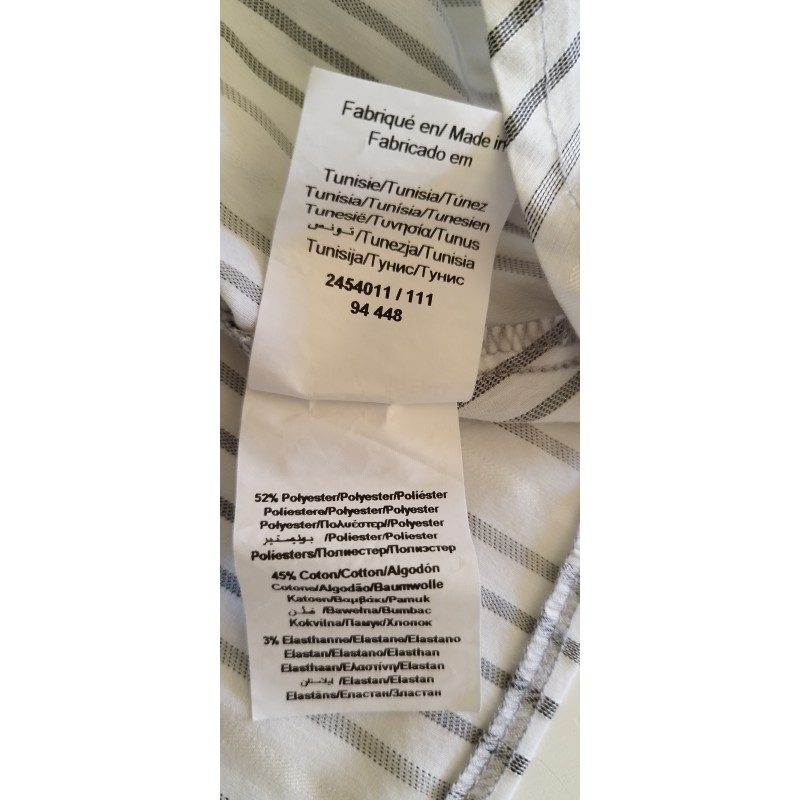 Fabriqué en/ Made in
Fabricado em
Tunisie/Tunisia/Túnez
Tunisia/Tunísia/Tunesien
Tunesië/Τυνησία/Tunus
تونس/Tunezja/Tunisia
Tunisija/Тунис/Тунис
2454011 / 111
94 448
52% Polyester/Polyester/Poliéster
Poliestere/Polyester/Polyester
Polyester/Πολυέστερ//Polyester
بوليستير /Poliester/Poliester
Poliesters/Полиестер/Полиэстер
45% Coton/Cotton/Algodón
Cotone/Algodão/Baumwolle
Katoen/Βαμβάκι/Pamuk
قطن /Bawełna/Bumbac
Kokvilna/Памук/Хлопок
3% Elasthanne/Elastane/Elastano
Elastan/Elastano/Elasthan
Elasthaan/Ελαστίνη/Elastan
/Elastan/Elastan
Elastāns/Еластан/Эластан